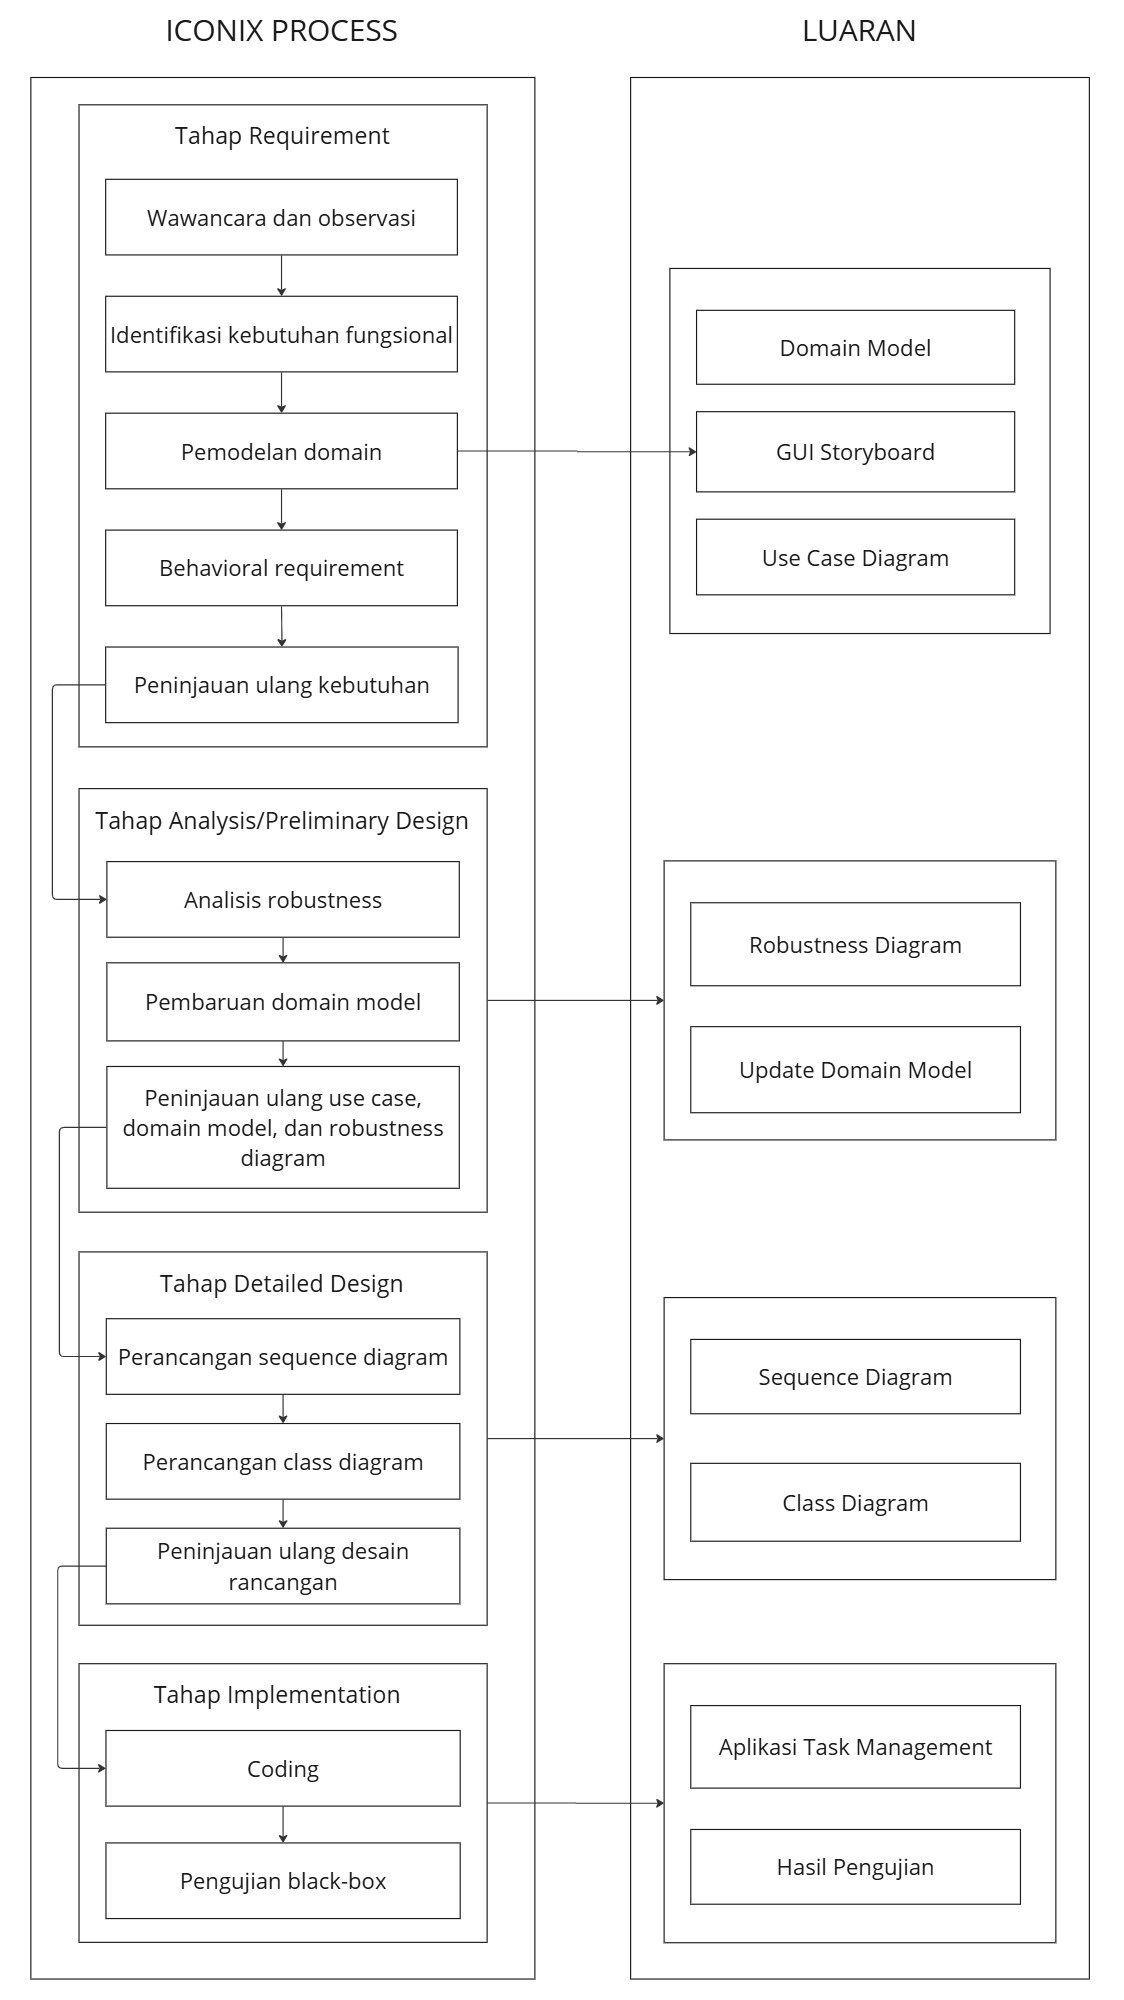 ICONIX PROCESS
LUARAN
Tahap Requirement
Wawancara dan observasi
Identifikasi kebutuhan fungsional
Pemodelan domain
Behavioral requirement
Peninjauan ulang kebutuhan
Domain Model
GUI Storyboard
Use Case Diagram
Tahap Analysis/Preliminary Design
Analisis robustness
Pembaruan domain model
Peninjauan ulang use case,
domain model, dan robustness
diagram
Robustness Diagram
Update Domain Model
Tahap Detailed Design
Perancangan sequence diagram
Perancangan class diagram
Peninjauan ulang desain
rancangan
Sequence Diagram
Class Diagram
Tahap Implementation
Coding
Pengujian black-box
Aplikasi Task Management
Hasil Pengujian